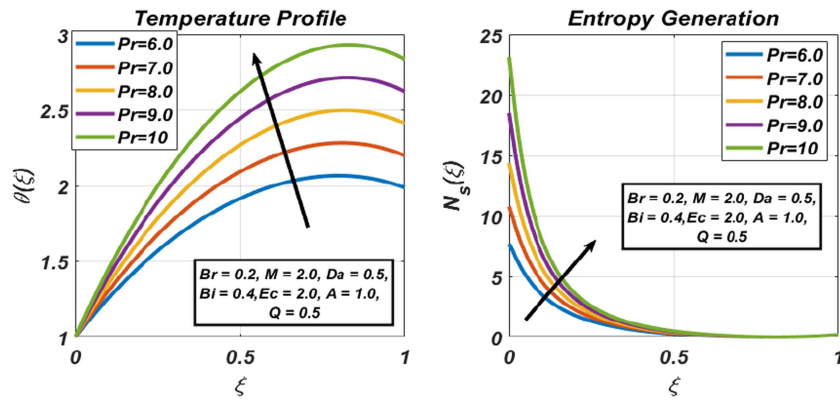 Temperature Profile
3
2.5
2
1.5
1
θ(ξ)
Pr=6.0
Pr=7.0
Pr=8.0
Pr=9.0
Pr=10
Br = 0.2, M = 2.0, Da = 0.5,
Bi = 0.4,Ec = 2.0, A = 1.0,
Q = 0.5
0
0.5
1
ξ
Entropy Generation
25
20
15
10
5
0
N_s(ξ)
Pr=6.0
Pr=7.0
Pr=8.0
Pr=9.0
Pr=10
Br = 0.2, M = 2.0, Da = 0.5,
Bi = 0.4,Ec = 2.0, A = 1.0,
Q = 0.5
0
0.5
1
ξ